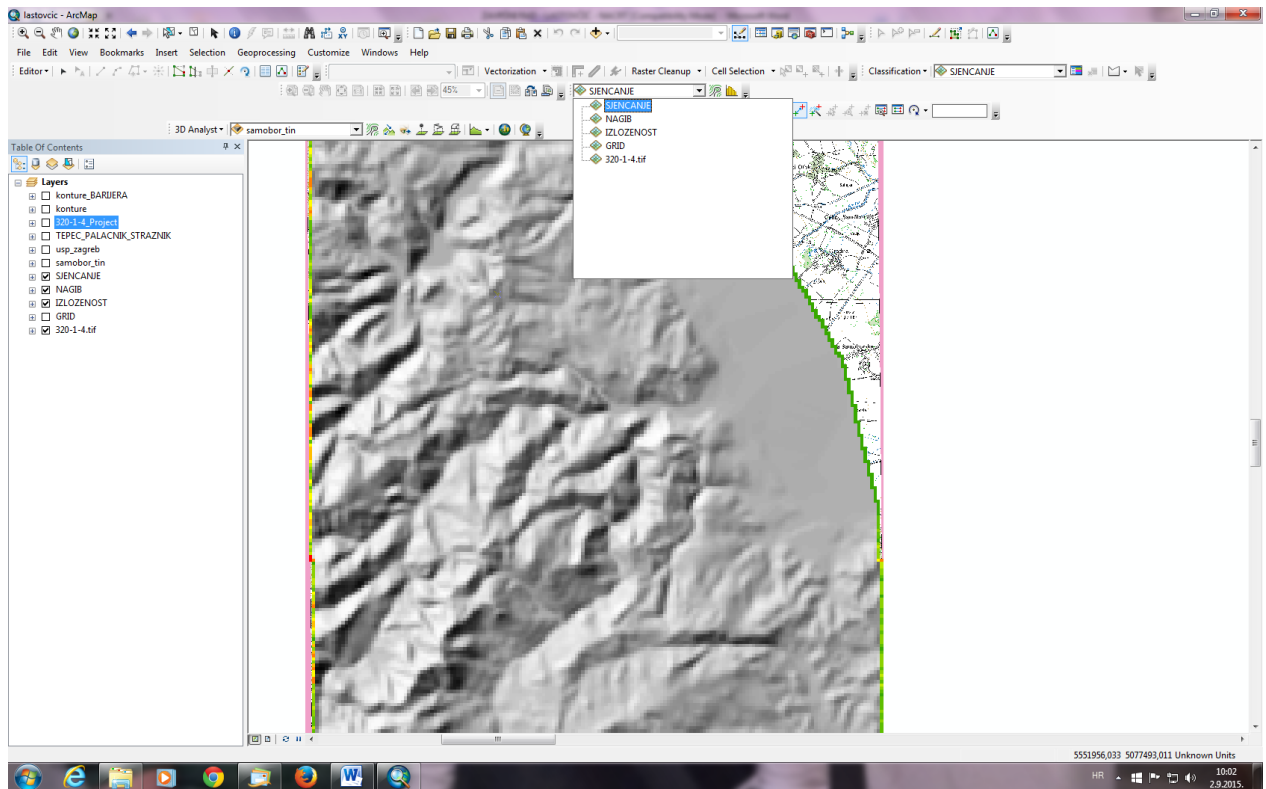 lastovcic - ArcMap
File Edit View Bookmarks Insert Selection Geoprocessing Customize Windows Help
Editor Vectorization Raster Cleanup Cell Selection Classification SJENCANJE
45% SJENCANJE
SJENCANJE
NAGIB
IZLOZENOST
GRID
320-1-4.tif
3D Analyst samobor_tin
Table Of Contents
Layers
konture_BARIJERA
konture
320-1-4_Project
TEPEC_PALACNIK_STRAZNIK
usp_zagreb
samobor_tin
SJENCANJE
NAGIB
IZLOZENOST
GRID
320-1-4.tif
5551956,033 5077493,011 Unknown Units
HR 10:02
2.9.2015.